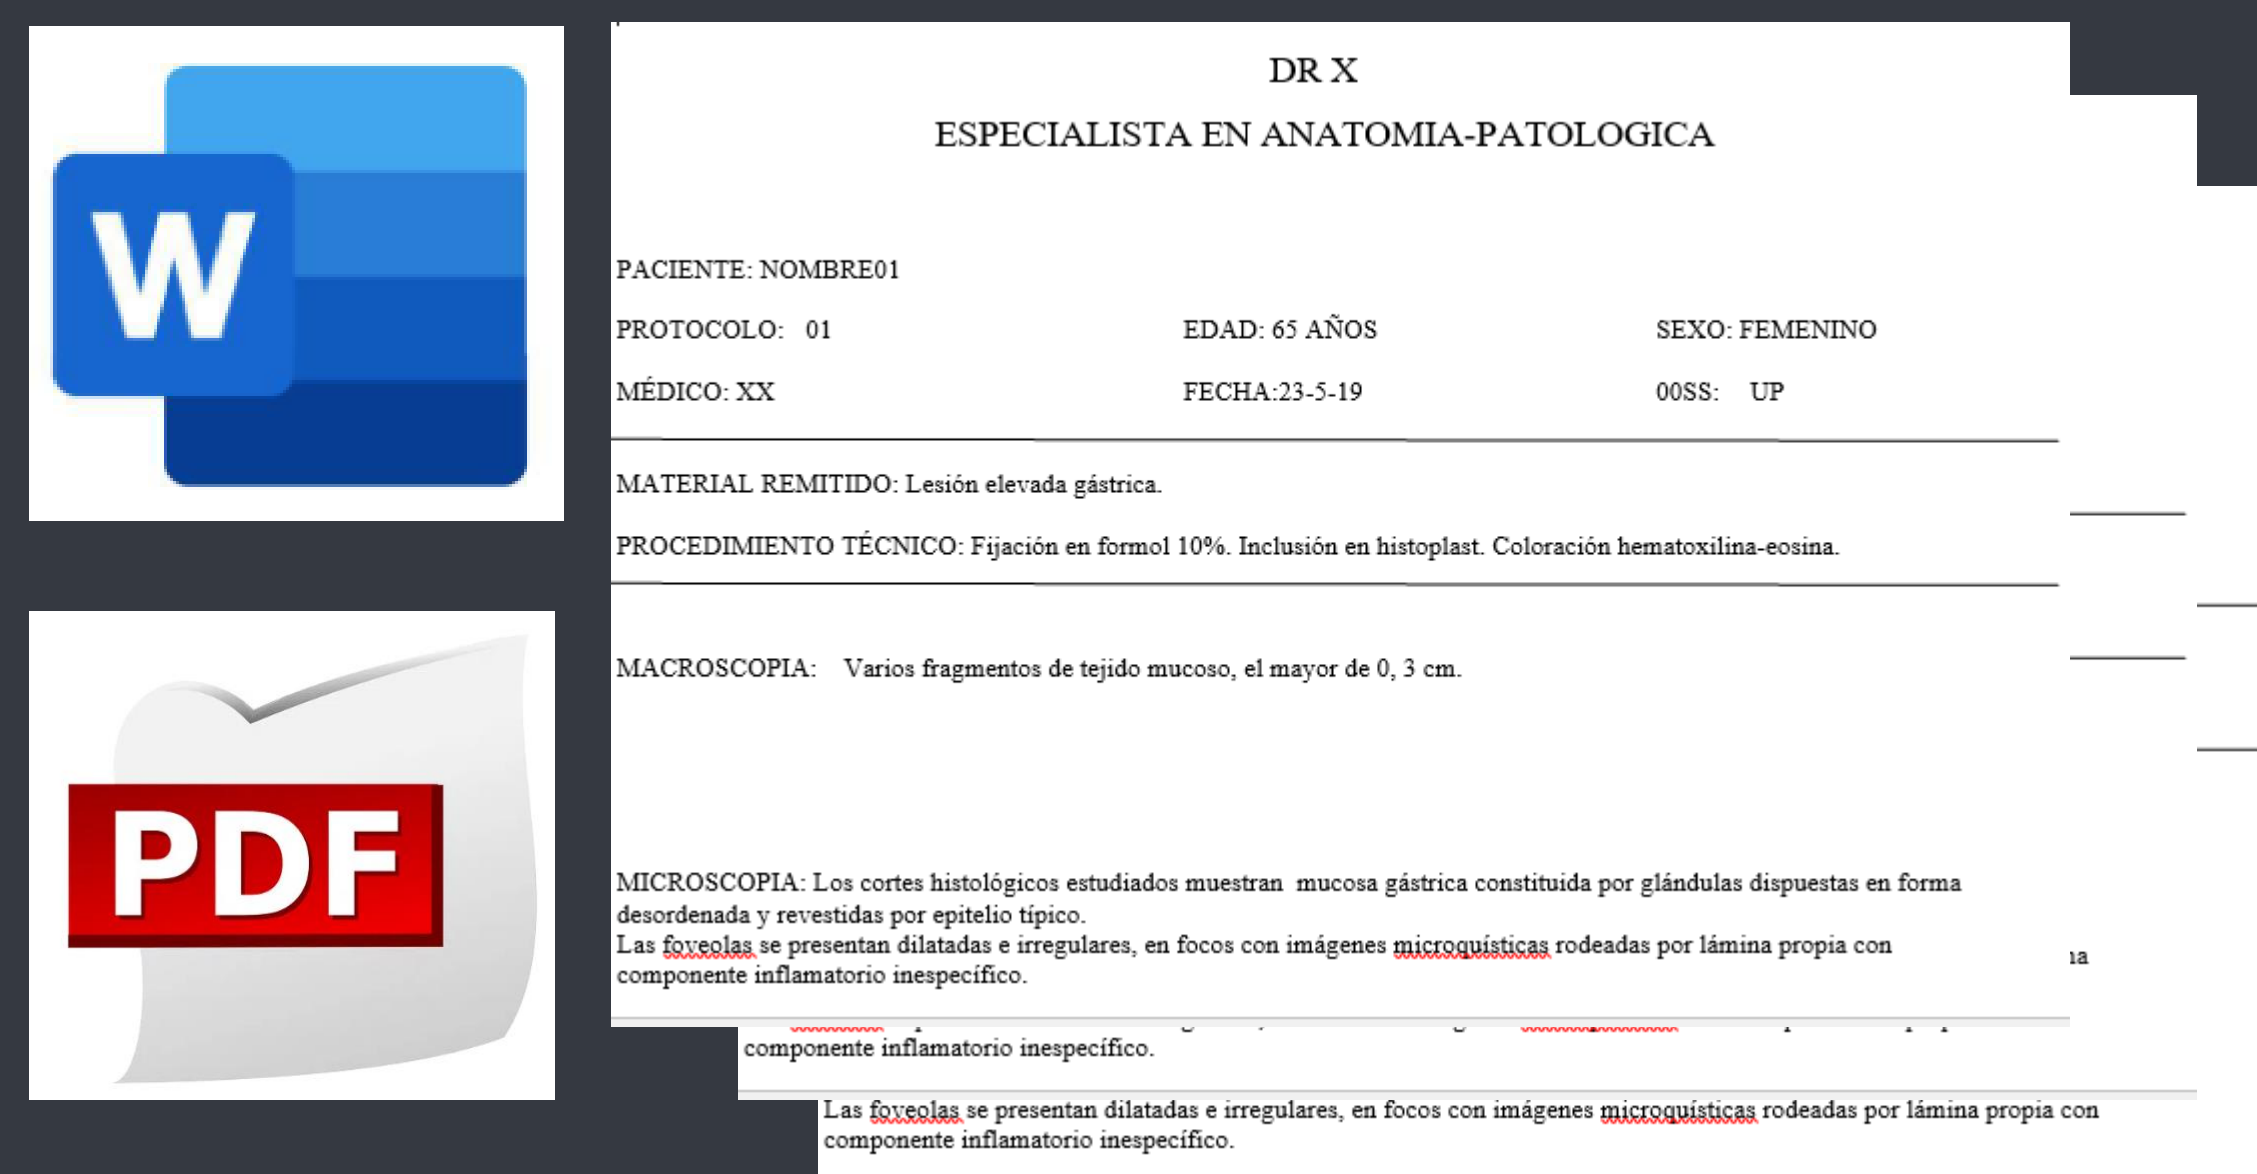 W
PDF
DR X
ESPECIALISTA EN ANATOMIA-PATOLOGICA
PACIENTE: NOMBRE01
PROTOCOLO: 01 EDAD: 65 AÑOS SEXO: FEMENINO
MÉDICO: XX FECHA:23-5-19 00SS: UP
MATERIAL REMITIDO: Lesión elevada gástrica.
PROCEDIMIENTO TÉCNICO: Fijación en formol 10%. Inclusión en histoplast. Coloración hematoxilina-eosina.
MACROSCOPIA: Varios fragmentos de tejido mucoso, el mayor de 0, 3 cm.
MICROSCOPIA: Los cortes histológicos estudiados muestran mucosa gástrica constituida por glándulas dispuestas en forma
desordenada y revestidas por epitelio típico.
Las foveolas se presentan dilatadas e irregulares, en focos con imágenes microquísticas rodeadas por lámina propia con
componente inflamatorio inespecífico.
componente inflamatorio inespecífico.
Las foveolas se presentan dilatadas e irregulares, en focos con imágenes microquísticas rodeadas por lámina propia con
componente inflamatorio inespecífico.